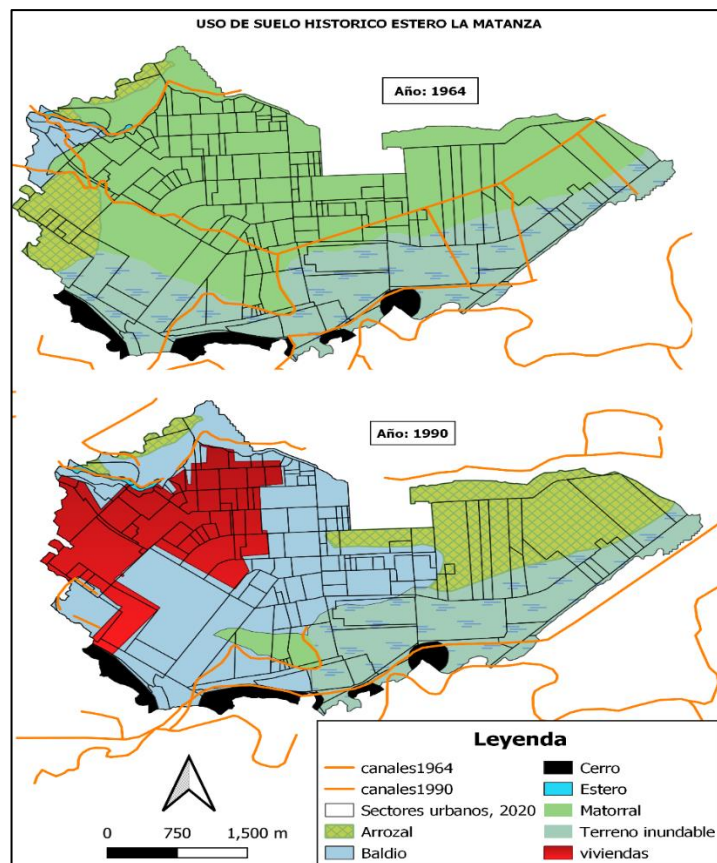 USO DE SUELO HISTORICO ESTERO LA MATANZA
Año: 1964
Año: 1990
Leyenda
canales1964
canales1990
Sectores urbanos, 2020
Arrozal
Baldio
Cerro
Estero
Matorral
Terreno inundable
viviendas
0 750 1,500 m